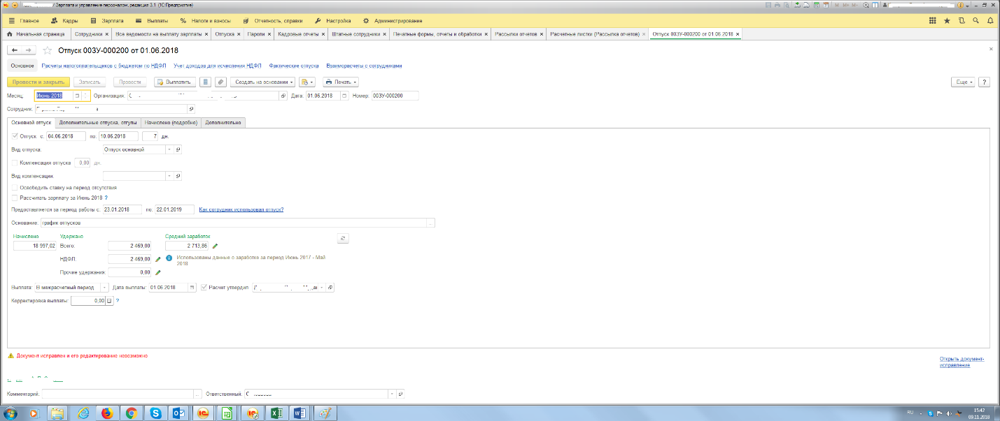 / Зарплата и управление персоналом, редакция 3.1 (1С:Предприятие)
M M+ M-
Главное Кадры Зарплата Выплаты Налоги и взносы Отчетность, справки Настройка Администрирование
Начальная страница Сотрудники × Все ведомости на выплату зарплаты × Отпуска × Пароли × Кадровые отчеты × Штатные сотрудники × Печатные формы, отчеты и обработки × Рассылки отчетов × Расчетные листки (Рассылка отчетов) × Отпуск 00ЗУ-000200 от 01.06.2018 ×
Отпуск 00ЗУ-000200 от 01.06.2018
Основное Расчеты налогоплательщиков с бюджетом по НДФЛ Учет доходов для исчисления НДФЛ Фактические отпуска Взаиморасчеты с сотрудниками
Провести и закрыть Записать Провести Выплатить Создать на основании Печать Еще ?
Месяц: Июнь 2018 Организация: Дата: 01.06.2018 Номер: 00ЗУ-000200
Сотрудник:
Основной отпуск Дополнительные отпуска, отгулы Начислено (подробно) Дополнительно
Отпуск с: 04.06.2018 по: 10.06.2018 7 дн.
Вид отпуска: Отпуск основной
Компенсация отпуска 0,00 дн.
Вид компенсации:
Освободить ставку на период отсутствия
Рассчитать зарплату за Июнь 2018 ?
Предоставляется за период работы с: 23.01.2018 по: 22.01.2019 Как сотрудник использовал отпуск?
Основание: график отпусков ...
Начислено Удержано Средний заработок
18 997,02 Всего: 2 469,00 2 713,86
НДФЛ: 2 469,00 Использованы данные о заработке за период Июнь 2017 - Май
2018
Прочие удержания: 0,00
Выплата: В межрасчетный период Дата выплаты: 01.06.2018 Расчет утвердил
Корректировка выплаты: 0,00 ?
Документ исправлен и его редактирование невозможно
Открыть документ-
исправление
Комментарий: ... Ответственный:
RU 15:42
09.11.2018